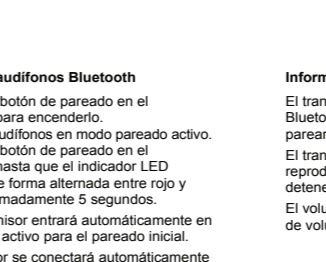 audífonos Bluetooth
botón de pareado en el
para encenderlo.
audífonos en modo pareado activo.
botón de pareado en el
hasta que el indicador LED
e forma alternada entre rojo y
madamente 5 segundos.
misor entrará automáticamente en
activo para el pareado inicial.
or se conectará automáticamente
Inform
El tran
Blueto
parear
El tran
reprod
detene
El volu
de volu